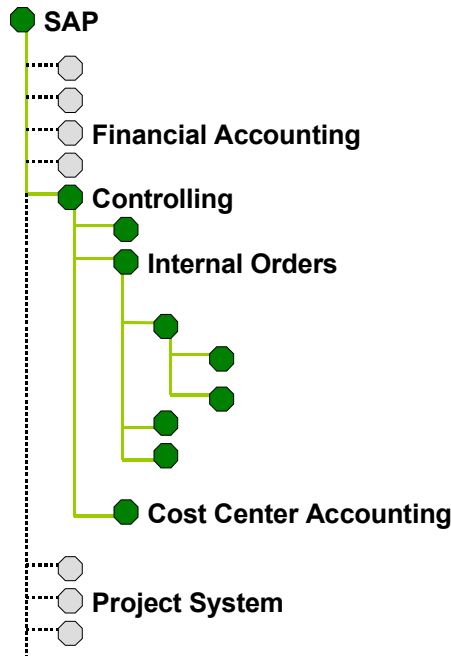 SAP
Financial Accounting
Controlling
Internal Orders
Cost Center Accounting
Project System